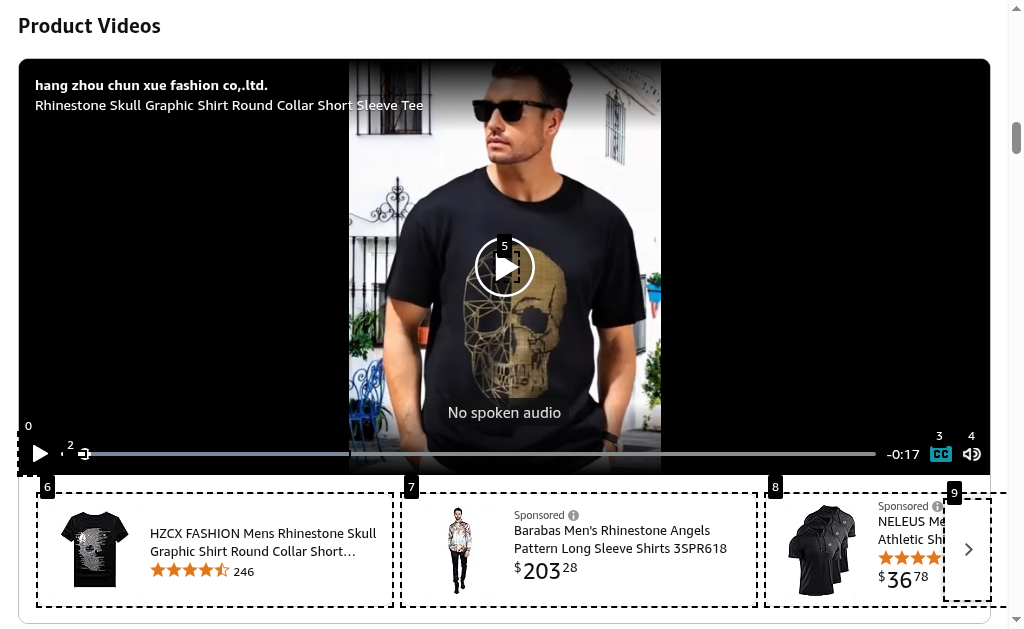 Product Videos
hang zhou chun xue fashion co,.ltd.
Rhinestone Skull Graphic Shirt Round Collar Short Sleeve Tee
5
No spoken audio
0
2
-0:17
3
CC
4
6
HZCX FASHION Mens Rhinestone Skull
Graphic Shirt Round Collar Short...
246
7
Sponsored
Barabas Men's Rhinestone Angels
Pattern Long Sleeve Shirts 3SPR618
$203 28
8
Sponsored
NELEUS Me
Athletic Sh
$36 78
9